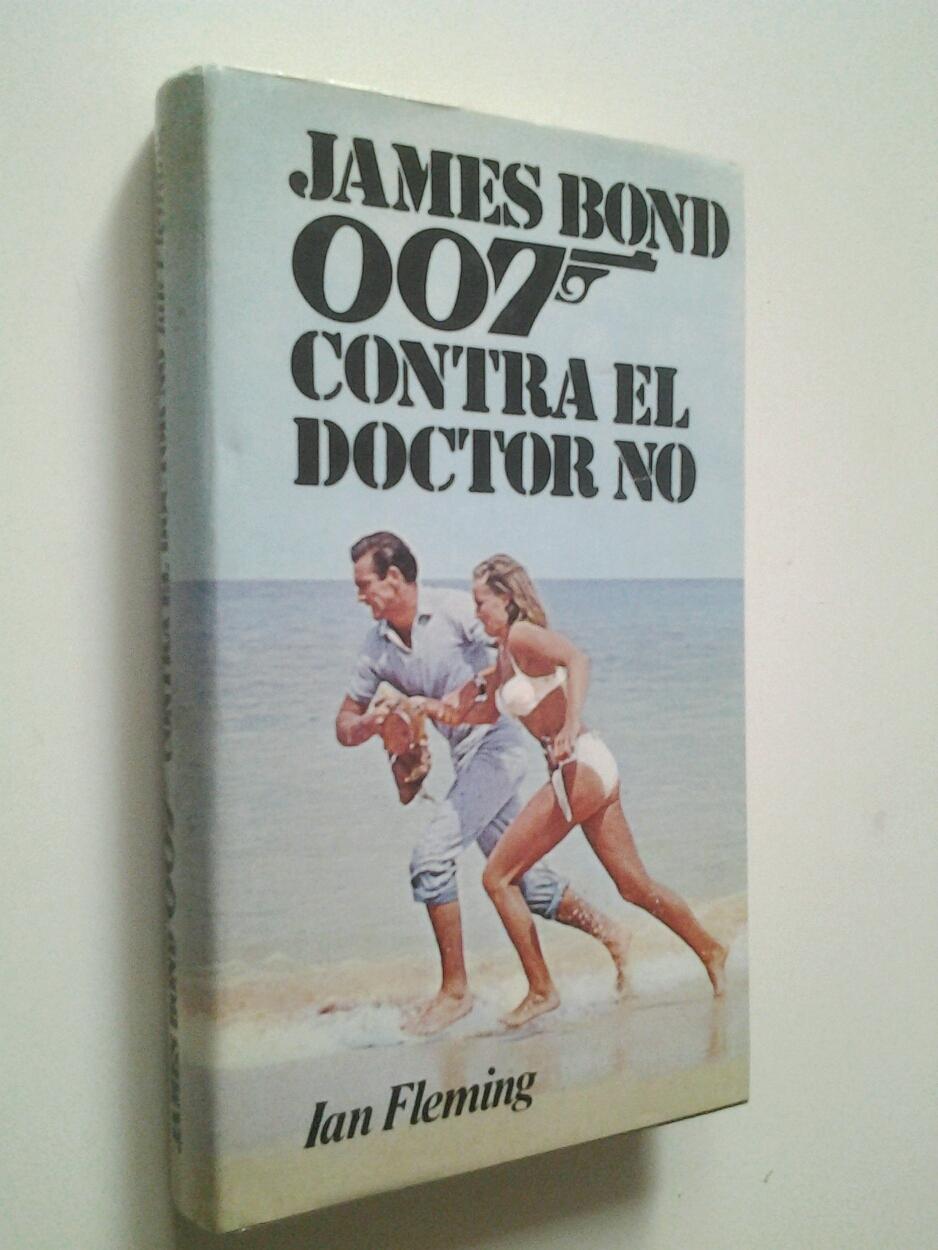 JAMES BOND
007
CONTRA EL
DOCTOR NO
Ian Fleming